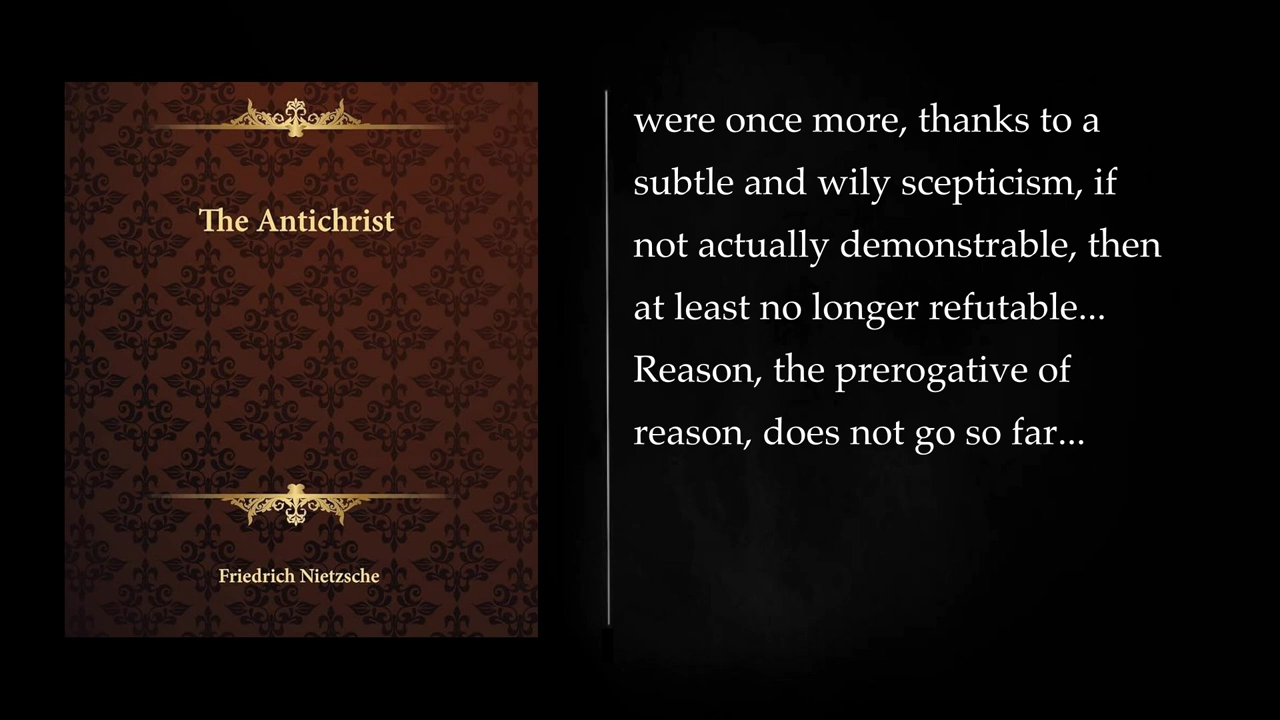 The Antichrist
Friedrich Nietzsche
were once more, thanks to a
subtle and wily scepticism, if
not actually demonstrable, then
at least no longer refutable...
Reason, the prerogative of
reason, does not go so far...